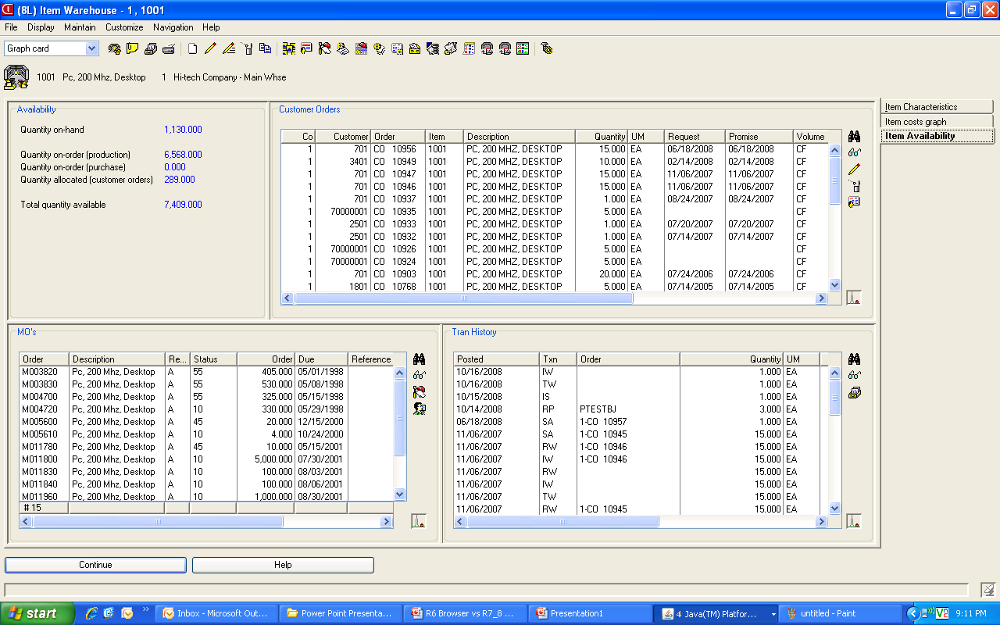 (8L) Item Warehouse - 1 , 1001
File Display Maintain Customize Navigation Help
Graph card
1001 Pc, 200 Mhz, Desktop 1 Hi-tech Company - Main Whse
Availability
Quantity on-hand 1,130.000
Quantity on-order (production) 6,568.000
Quantity on-order (purchase) 0.000
Quantity allocated (customer orders) 289.000
Total quantity available 7,409.000
Customer Orders
Co Customer Order Item Description Quantity UM Request Promise Volume
1 701 CO 10956 1001 PC, 200 MHZ, DESKTOP 15.000 EA 06/18/2008 06/18/2008 CF
1 3401 CO 10949 1001 PC, 200 MHZ, DESKTOP 10.000 EA 02/14/2008 02/14/2008 CF
1 701 CO 10947 1001 PC, 200 MHZ, DESKTOP 15.000 EA 11/06/2007 11/06/2007 CF
1 701 CO 10946 1001 PC, 200 MHZ, DESKTOP 15.000 EA 11/06/2007 11/06/2007 CF
1 701 CO 10937 1001 PC, 200 MHZ, DESKTOP 1.000 EA 08/24/2007 08/24/2007 CF
1 70000001 CO 10935 1001 PC, 200 MHZ, DESKTOP 5.000 EA CF
1 2501 CO 10933 1001 PC, 200 MHZ, DESKTOP 1.000 EA 07/20/2007 07/20/2007 CF
1 2501 CO 10932 1001 PC, 200 MHZ, DESKTOP 1.000 EA 07/14/2007 07/14/2007 CF
1 70000001 CO 10926 1001 PC, 200 MHZ, DESKTOP 5.000 EA CF
1 70000001 CO 10924 1001 PC, 200 MHZ, DESKTOP 5.000 EA CF
1 701 CO 10903 1001 PC, 200 MHZ, DESKTOP 20.000 EA 07/24/2006 07/24/2006 CF
1 1801 CO 10768 1001 PC, 200 MHZ, DESKTOP 5.000 EA 07/14/2005 07/14/2005 CF
Item Characteristics
Item costs graph
Item Availability
MO's
Order Description Re... Status Order Due Reference
M003820 Pc, 200 Mhz, Desktop A 55 405.000 05/01/1998
M003830 Pc, 200 Mhz, Desktop A 55 530.000 05/08/1998
M004700 Pc, 200 Mhz, Desktop A 55 325.000 05/15/1998
M004720 Pc, 200 Mhz, Desktop A 10 330.000 05/29/1998
M005600 Pc, 200 Mhz, Desktop A 45 20.000 12/15/2000
M005610 Pc, 200 Mhz, Desktop A 10 4.000 10/24/2000
M011780 Pc, 200 Mhz, Desktop A 45 10.000 05/15/2001
M011800 Pc, 200 Mhz, Desktop A 10 5,000.000 07/30/2001
M011830 Pc, 200 Mhz, Desktop A 10 100.000 08/03/2001
M011840 Pc, 200 Mhz, Desktop A 10 100.000 08/06/2001
M011960 Pc, 200 Mhz, Desktop A 10 1,000.000 08/30/2001
# 15
Tran History
Posted Txn Order Quantity UM
10/16/2008 IW 1.000 EA
10/16/2008 TW 1.000 EA
10/15/2008 IS 1.000 EA
10/14/2008 RP PTESTBJ 3.000 EA
06/18/2008 SA 1-CO 10957 1.000 EA
11/06/2007 SA 1-CO 10945 15.000 EA
11/06/2007 RW 1-CO 10946 15.000 EA
11/06/2007 IW 1-CO 10946 15.000 EA
11/06/2007 RW 15.000 EA
11/06/2007 IW 15.000 EA
11/06/2007 TW 15.000 EA
11/06/2007 RW 1-CO 10945 15.000 EA
Continue Help
start Inbox - Microsoft Out... Power Point Presenta... R6 Browser vs R7_8 ... Presentation1 4 Java(TM) Platfor... untitled - Paint 9:11 PM